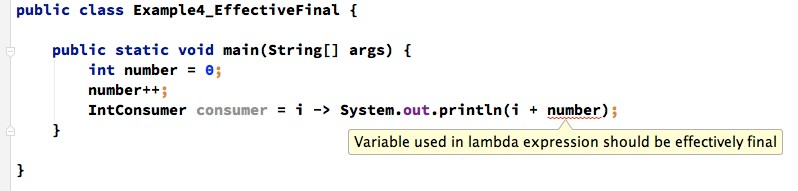 public class Example4_EffectiveFinal {
public static void main(String[] args) {
int number = 0;
number++;
IntConsumer consumer = i -> System.out.println(i + number);
}
Variable used in lambda expression should be effectively final
}